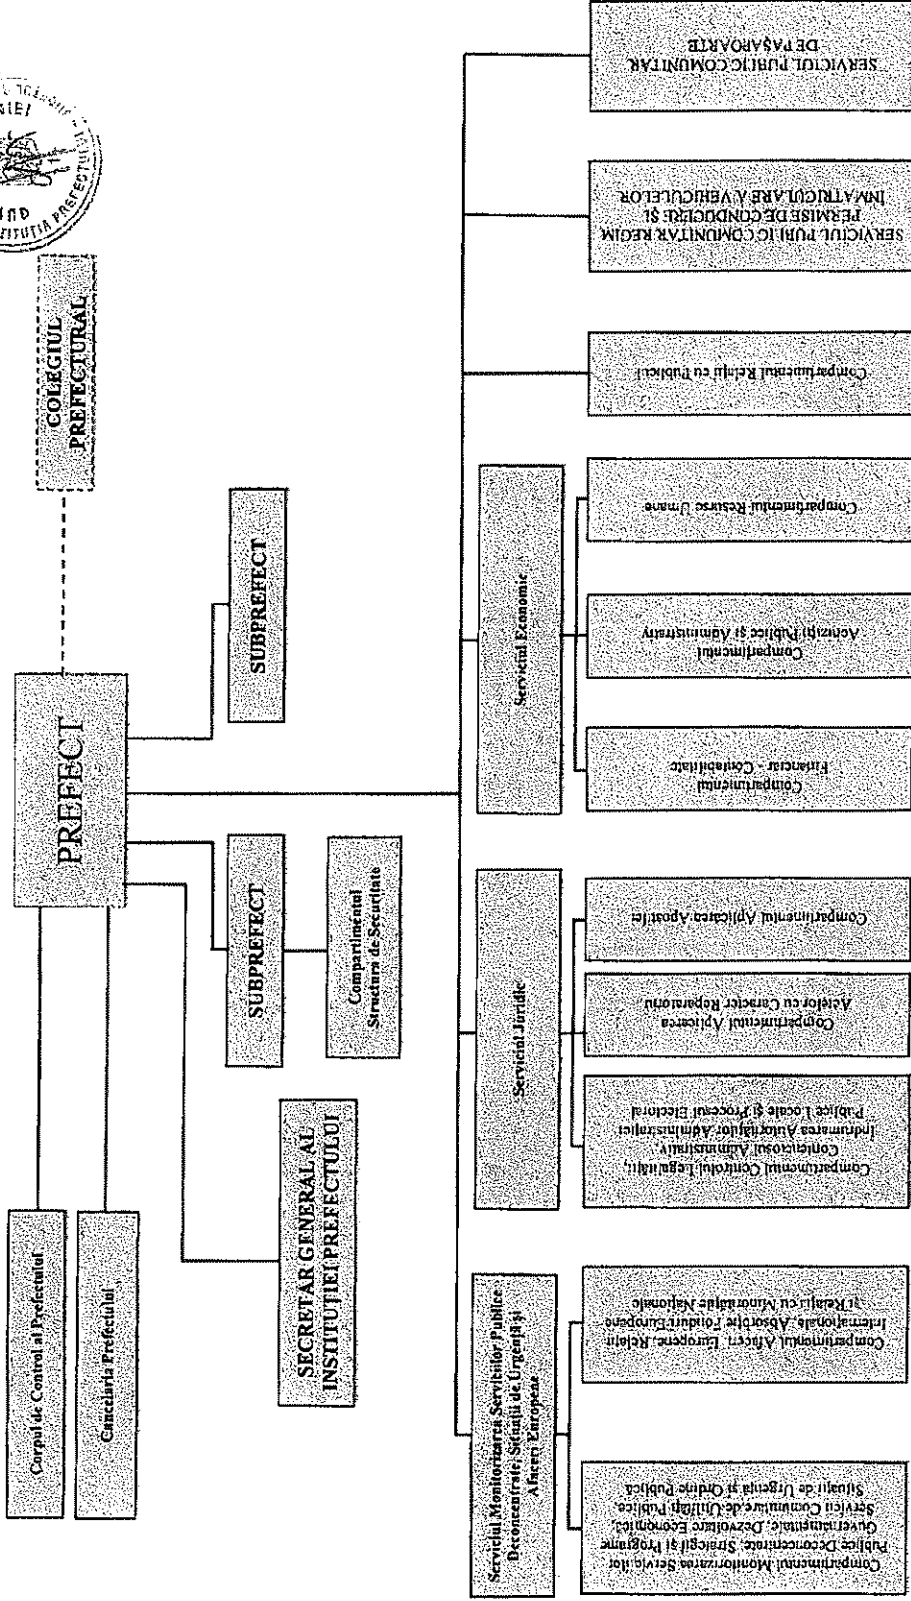 COLEGIUL
PREFECTURAL
PREFECT
Corpul de Control al Prefectului
Cancelaria Prefectului
SECRETAR GENERAL AL
INSTITUȚIEI PREFECTULUI
SUBPREFECT
Compartimentul
Structura de Securitate
SUBPREFECT
Serviciul Monitorizarea Serviciilor Publice
Deconcentrate, Situații de Urgență și
Afaceri Europene
Serviciul Juridic
Serviciul Economic
Compartimentul Monitorizarea Serviciilor
Publice Deconcentrate, Strategii și Programe
Guvernamentale, Dezvoltare Economică,
Servicii Comunitare de Utilități Publice,
Situații de Urgență și Ordine Publică
Compartimentul Afaceri Europene, Relații
Internaționale, Absorbție Fonduri Europene
și Relații cu Minoritățile Naționale
Compartimentul Controlul Legalității,
Contencios Administrativ,
Îndrumarea Autorităților Administrației
Publice Locale și Procesul Electoral
Compartimentul Aplicarea
Actelor cu Caracter Reparatoriu
Compartimentul Aplicarea Apostilei
Compartimentul
Financiar - Contabilitate
Compartimentul
Achiziții Publice și Administrativ
Compartimentul Resurse Umane
Compartimentul Relații cu Publicul
SERVICIUL PUBLIC COMUNITAR REGIM
PERMISE DE CONDUCERE ȘI
INMATRICULARE A VEHICULELOR
SERVICIUL PUBLIC COMUNITAR
DE PAȘAPOARTE